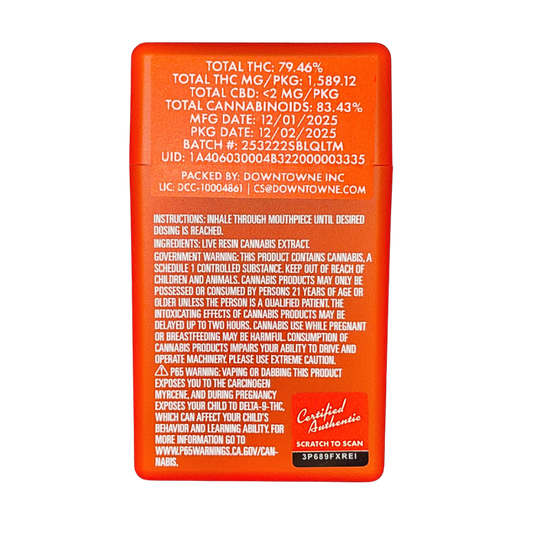 TOTAL THC: 79.46%
TOTAL THC MG/PKG: 1,589.12
TOTAL CBD: <2 MG/PKG
TOTAL CANNABINOIDS: 83.43%
MFG DATE: 12/01/2025
PKG DATE: 12/02/2025
BATCH #: 253222SBLQLTM
UID: 1A406030004B322000003335
PACKED BY: DOWNTOWNE INC
LIC: DCC-10004861 | CS@DOWNTOWNE.COM
INSTRUCTIONS: INHALE THROUGH MOUTHPIECE UNTIL DESIRED
DOSING IS REACHED.
INGREDIENTS: LIVE RESIN CANNABIS EXTRACT.
GOVERNMENT WARNING: THIS PRODUCT CONTAINS CANNABIS, A
SCHEDULE 1 CONTROLLED SUBSTANCE. KEEP OUT OF REACH OF
CHILDREN AND ANIMALS. CANNABIS PRODUCTS MAY ONLY BE
POSSESSED OR CONSUMED BY PERSONS 21 YEARS OF AGE OR
OLDER UNLESS THE PERSON IS A QUALIFIED PATIENT. THE
INTOXICATING EFFECTS OF CANNABIS PRODUCTS MAY BE
DELAYED UP TO TWO HOURS. CANNABIS USE WHILE PREGNANT
OR BREASTFEEDING MAY BE HARMFUL. CONSUMPTION OF
CANNABIS PRODUCTS IMPAIRS YOUR ABILITY TO DRIVE AND
OPERATE MACHINERY. PLEASE USE EXTREME CAUTION.
⚠ P65 WARNING: VAPING OR DABBING THIS PRODUCT
EXPOSES YOU TO THE CARCINOGEN
MYRCENE, AND DURING PREGNANCY
EXPOSES YOUR CHILD TO DELTA-9-THC,
WHICH CAN AFFECT YOUR CHILD'S
BEHAVIOR AND LEARNING ABILITY. FOR
MORE INFORMATION GO TO
WWW.P65WARNINGS.CA.GOV/CAN-
NABIS.
Certified
Authentic
SCRATCH TO SCAN
3P689FXREI